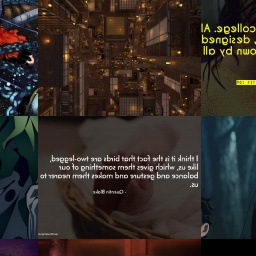 college. Al
, designed
own by all
I think it is the fact that birds are two-legged,
like us, which gives them something of our
balance and gesture and makes them nearer to
us.
- Quentin Blake